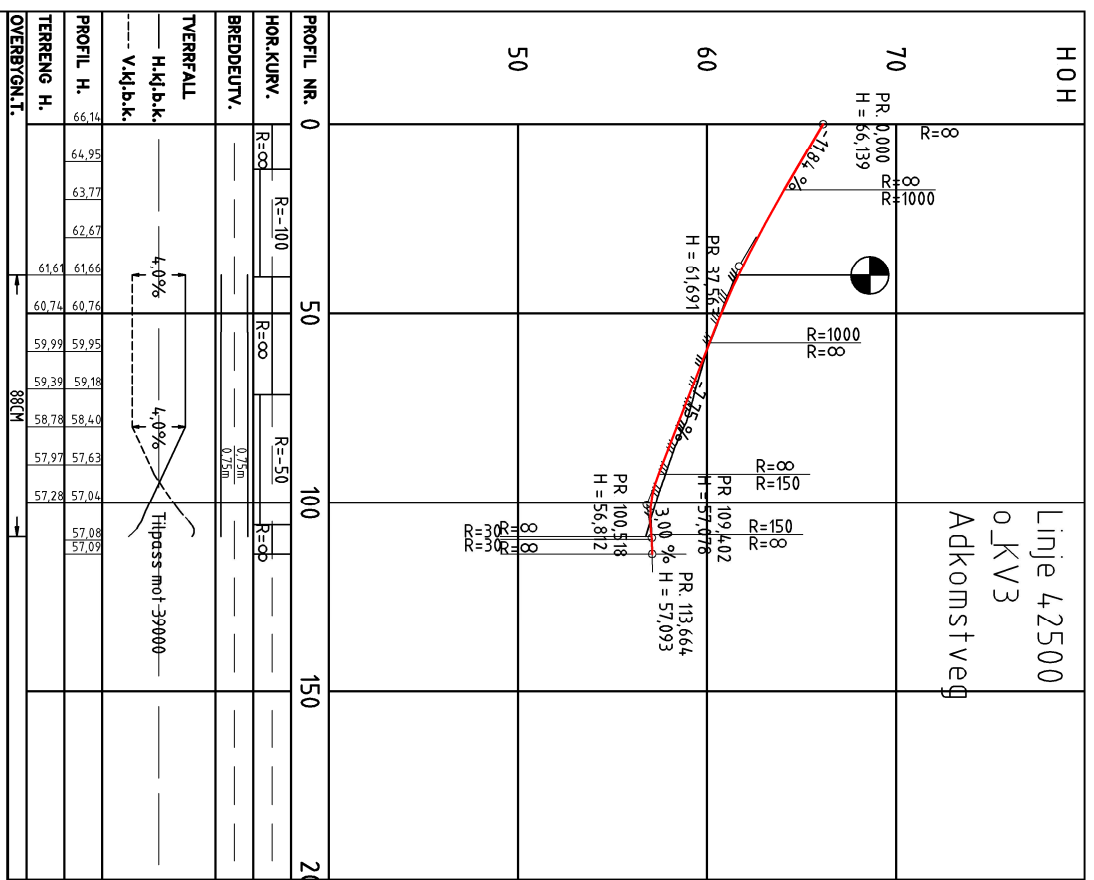 Linje 42500
o_KV3
Adkomstveg
HOH
70
60
50
R=∞
PR. 0,000
H = 66,139
-11,84 %
R=∞
R=1000
PR. 37,56
H = 61,691
R=1000
R=∞
-7,75 %
R=∞
R=150
PR. 100,518
H = 56,812
PR. 109,402
H = 57,078
3,00 %
R=150
R=∞
R=30
R=∞
R=30
R=∞
PR. 113,664
H = 57,093
PROFIL NR.
0
50
100
150
HOR.KURV.
R=∞
R=-100
R=∞
R=-50
R=∞
BREDDEUTV.
0,75m
0,75m
TVERRFALL
H.kj.b.k.
V.kj.b.k.
4,0%
4,0%
Tilpass mot 39000
PROFIL H.
66,14
64,95
63,77
62,67
61,66
60,76
59,95
59,18
58,40
57,63
57,04
57,08
57,09
TERRENG H.
61,61
60,74
59,99
59,39
58,78
57,97
57,28
OVERBYGN.T.
88CM